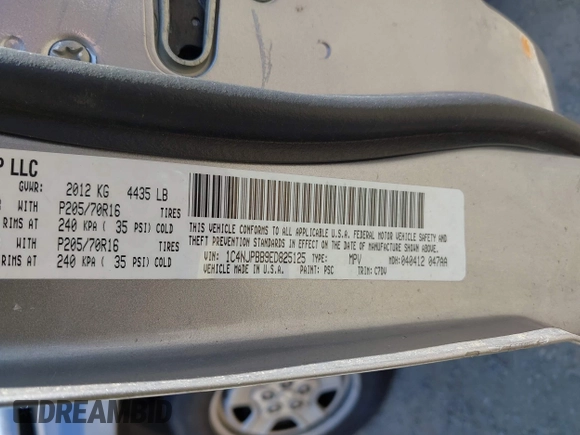 P LLC
GVWR: 2012 KG 4435 LB
WITH P205/70R16 TIRES
RIMS AT 240 KPA ( 35 PSI) COLD
WITH P205/70R16 TIRES
RIMS AT 240 KPA ( 35 PSI) COLD
THIS VEHICLE CONFORMS TO ALL APPLICABLE U.S.A. FEDERAL MOTOR VEHICLE SAFETY AND
THEFT PREVENTION STANDARDS IN EFFECT ON THE DATE OF MANUFACTURE SHOWN ABOVE.
VIN: 1C4NJPBB9ED825125 TYPE: MPV MDH: 040412 047AA
VEHICLE MADE IN U.S.A. PAINT: PSC TRIM: C7DV
DREAMBID